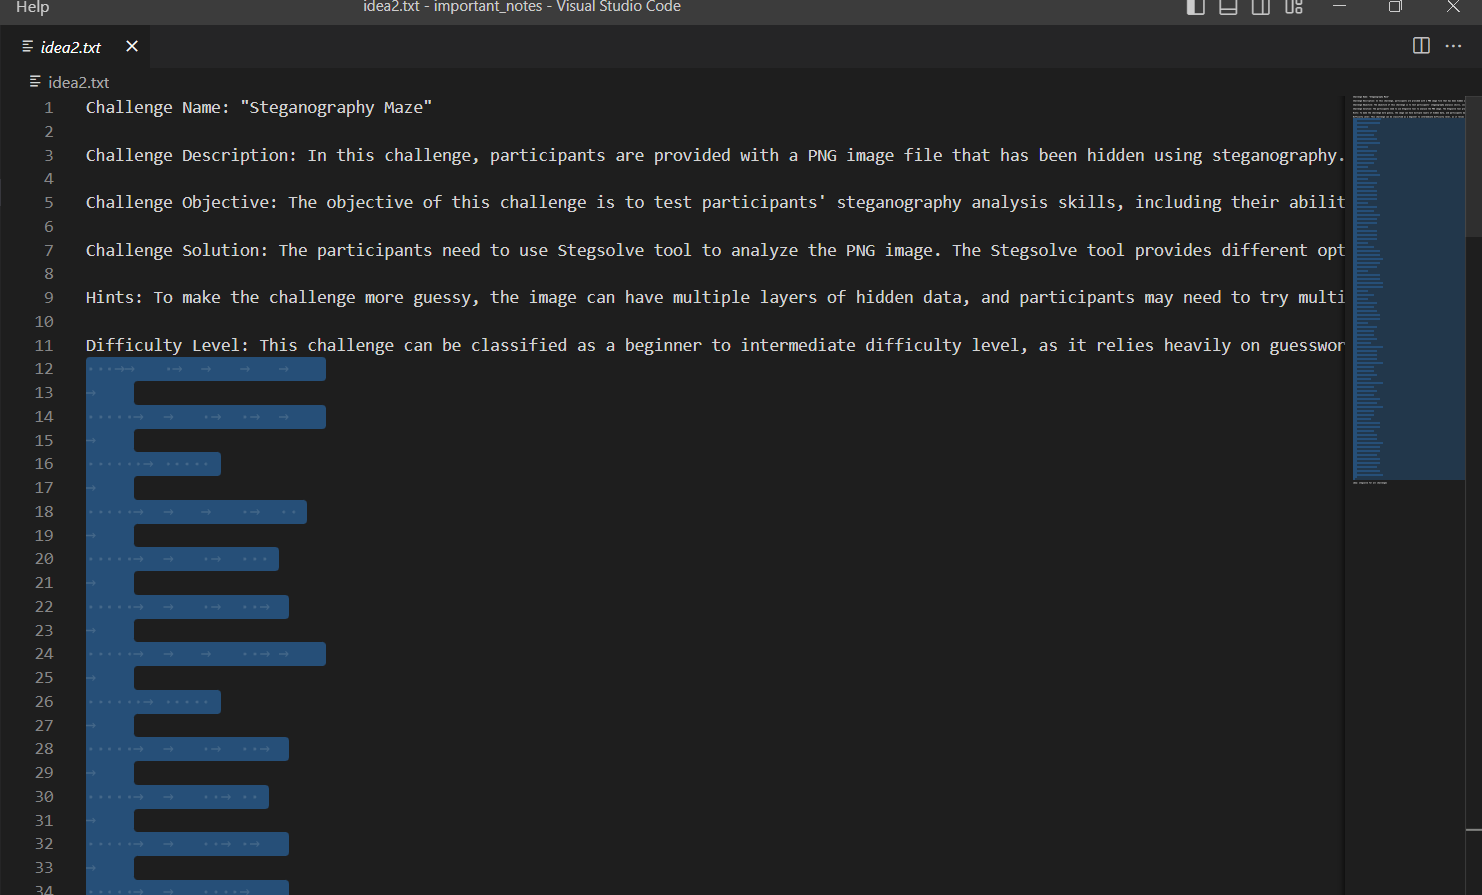 Help
idea2.txt - important_notes - Visual Studio Code
idea2.txt
idea2.txt
1 Challenge Name: "Steganography Maze"
2
3 Challenge Description: In this challenge, participants are provided with a PNG image file that has been hidden using steganography.
4
5 Challenge Objective: The objective of this challenge is to test participants' steganography analysis skills, including their abilit
6
7 Challenge Solution: The participants need to use Stegsolve tool to analyze the PNG image. The Stegsolve tool provides different opt
8
9 Hints: To make the challenge more guessy, the image can have multiple layers of hidden data, and participants may need to try multi
10
11 Difficulty Level: This challenge can be classified as a beginner to intermediate difficulty level, as it relies heavily on guesswor
12
13
14
15
16
17
18
19
20
21
22
23
24
25
26
27
28
29
30
31
32
33
34